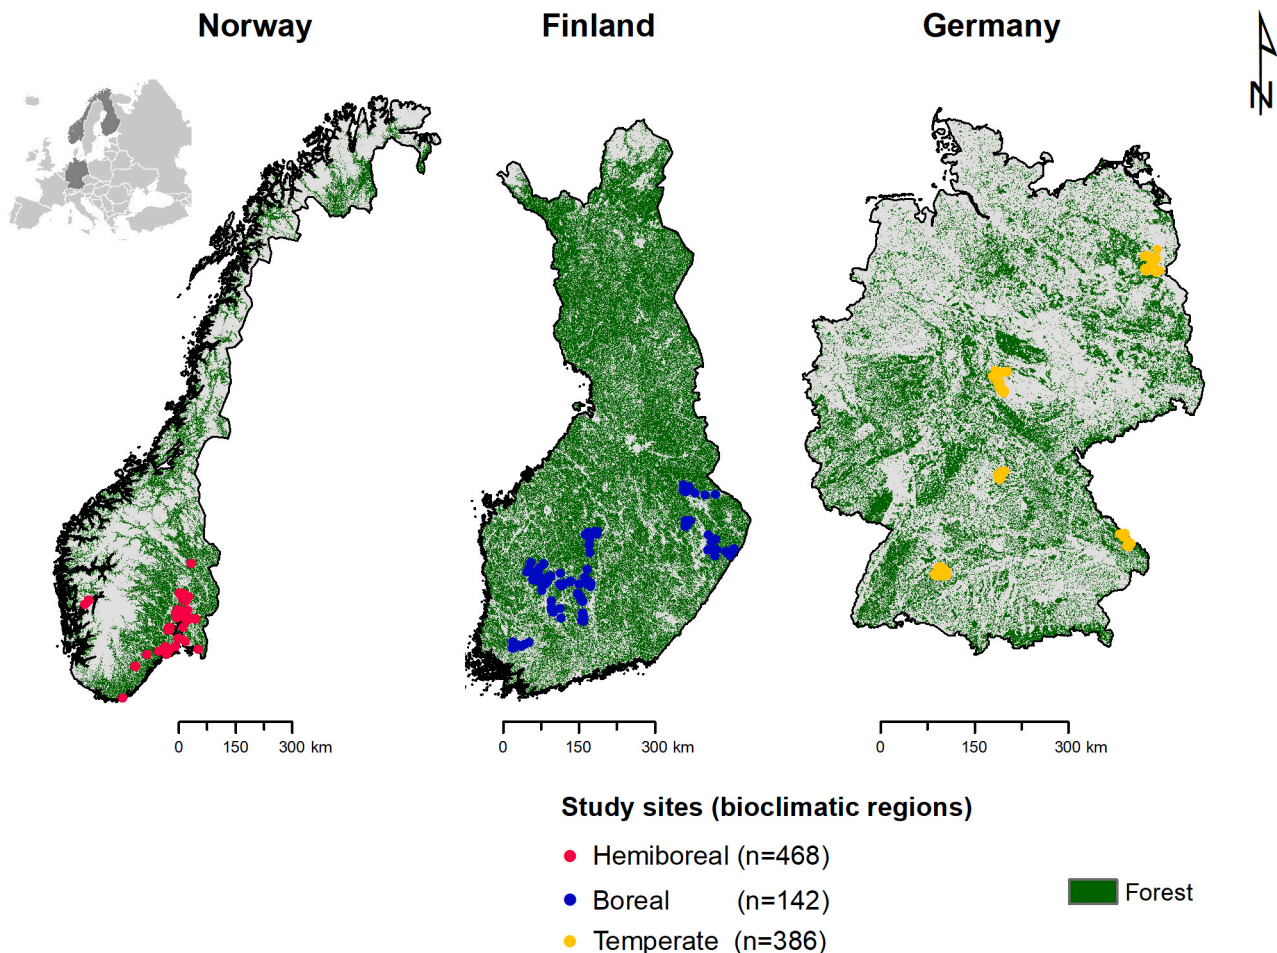 Norway
Finland
Germany
N
0 150 300 km
0 150 300 km
0 150 300 km
Study sites (bioclimatic regions)
Hemiboreal (n=468)
Boreal (n=142)
Temperate (n=386)
Forest